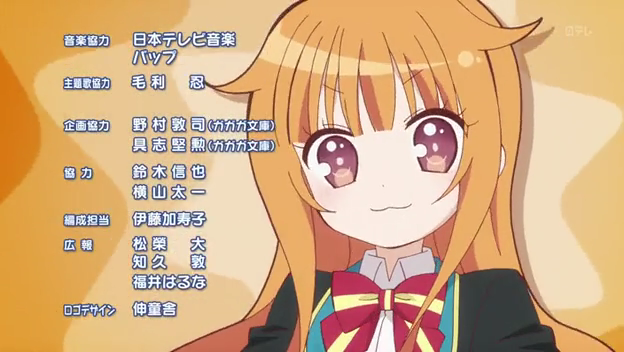 日テレ
音楽協力 日本テレビ音楽
バップ
主題歌協力 毛利 忍
企画協力 野村敦司(ガガガ文庫)
具志堅勲(ガガガ文庫)
協力 鈴木信也
横山太一
編成担当 伊藤加寿子
広報 松榮 大
知久 敦
福井はるな
ロゴデザイン 伸童舎